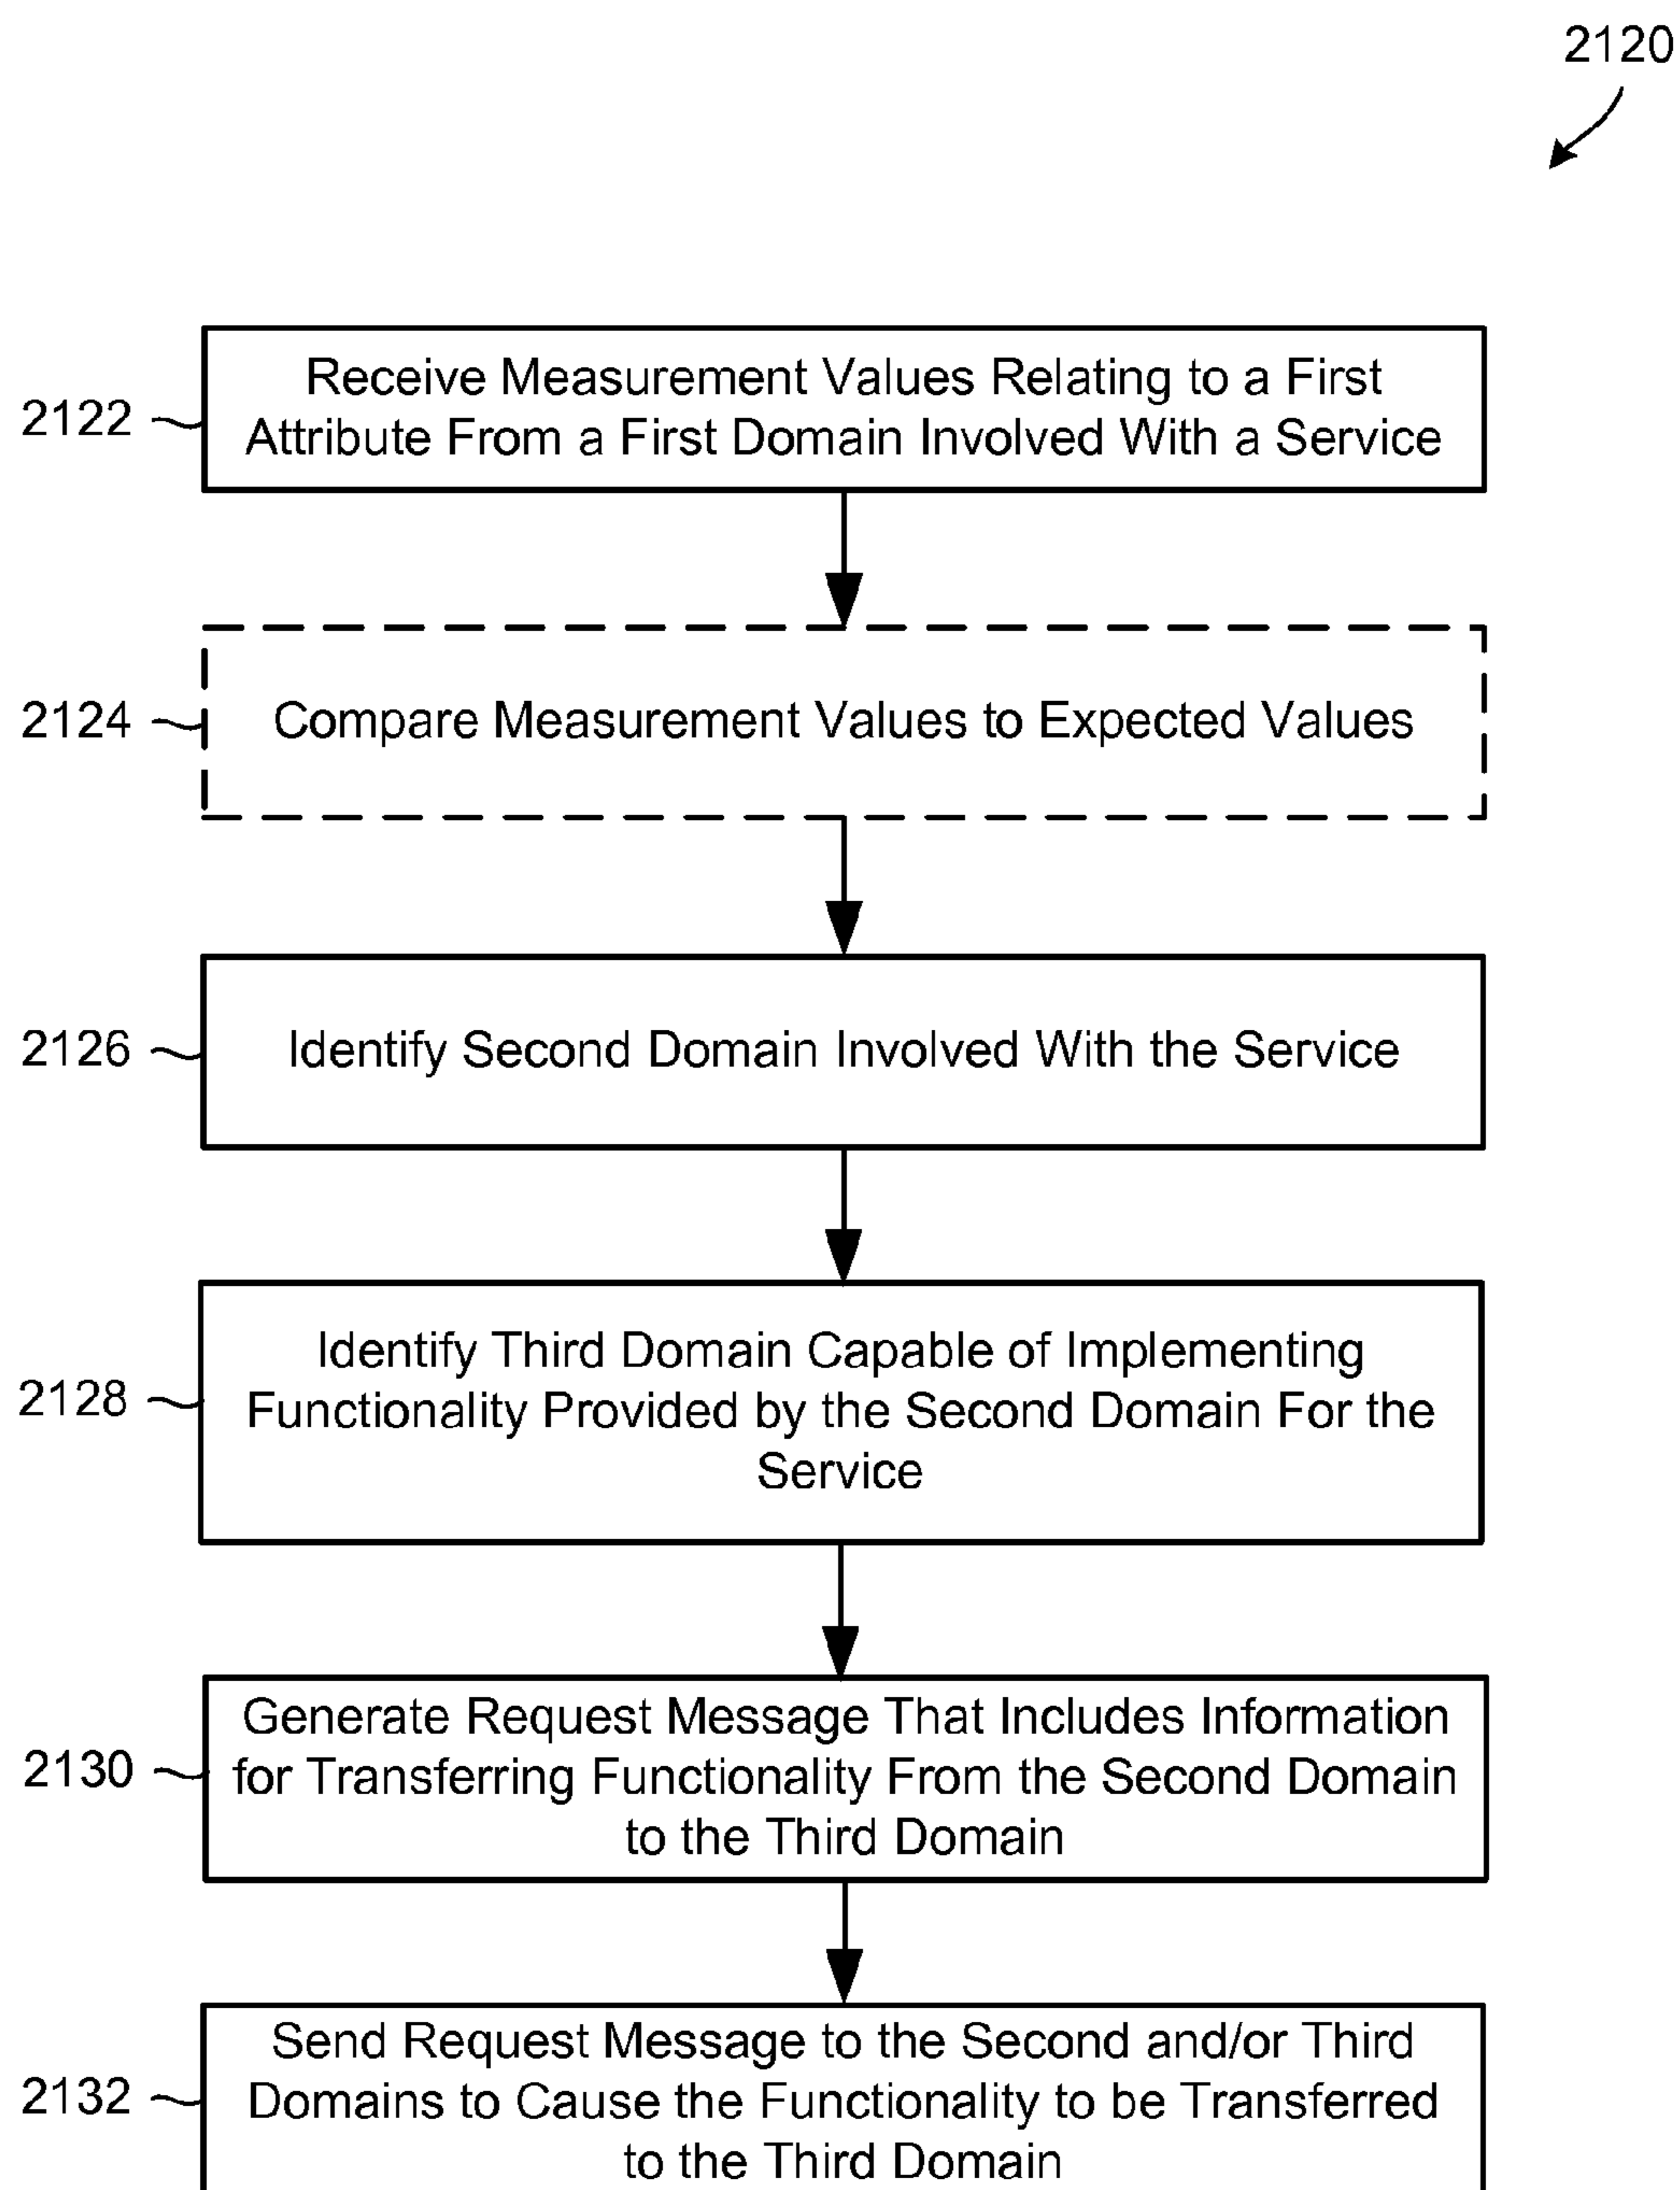 2120
2122
Receive Measurement Values Relating to a First
Attribute From a First Domain Involved With a Service
2124
Compare Measurement Values to Expected Values
2126
Identify Second Domain Involved With the Service
2128
Identify Third Domain Capable of Implementing
Functionality Provided by the Second Domain For the
Service
2130
Generate Request Message That Includes Information
for Transferring Functionality From the Second Domain
to the Third Domain
2132
Send Request Message to the Second and/or Third
Domains to Cause the Functionality to be Transferred
to the Third Domain